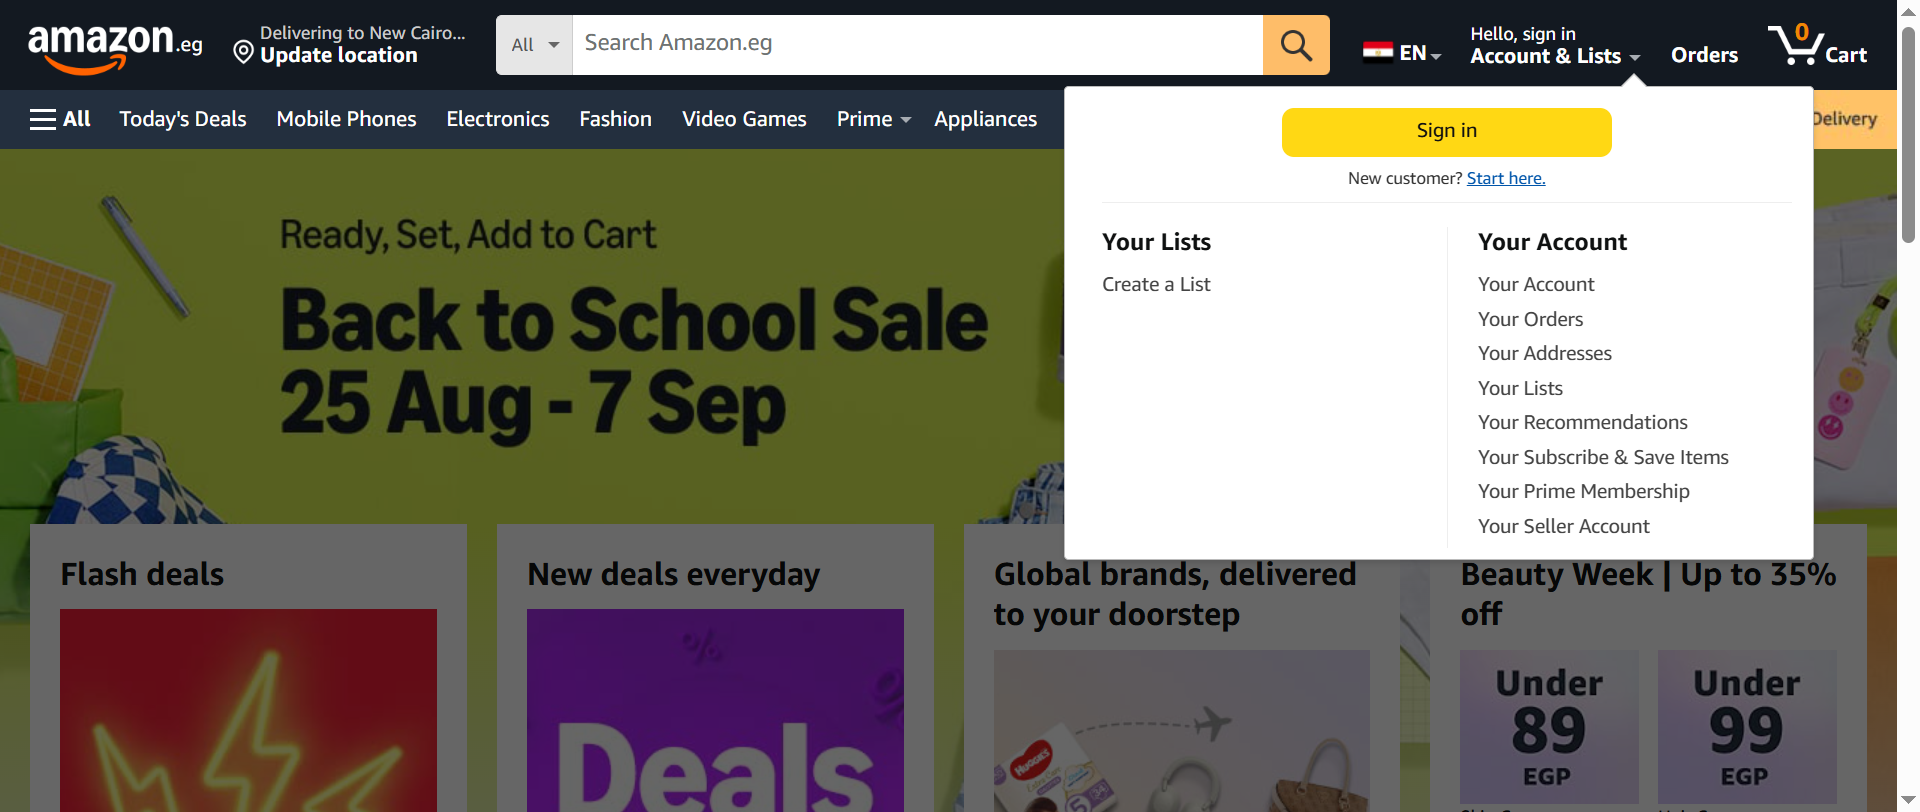 amazon.eg
Delivering to New Cairo...
Update location
All
Search Amazon.eg
EN
Hello, sign in
Account & Lists
Orders
0
Cart
All
Today's Deals
Mobile Phones
Electronics
Fashion
Video Games
Prime
Appliances
Delivery
Sign in
New customer? Start here.
Your Lists
Create a List
Your Account
Your Account
Your Orders
Your Addresses
Your Lists
Your Recommendations
Your Subscribe & Save Items
Your Prime Membership
Your Seller Account
Ready, Set, Add to Cart
Back to School Sale
25 Aug - 7 Sep
Flash deals
New deals everyday
%
%
Deals
Global brands, delivered
to your doorstep
HUGGIES
Extra Care
5
34
Beauty Week | Up to 35%
off
Under
89
EGP
Under
99
EGP